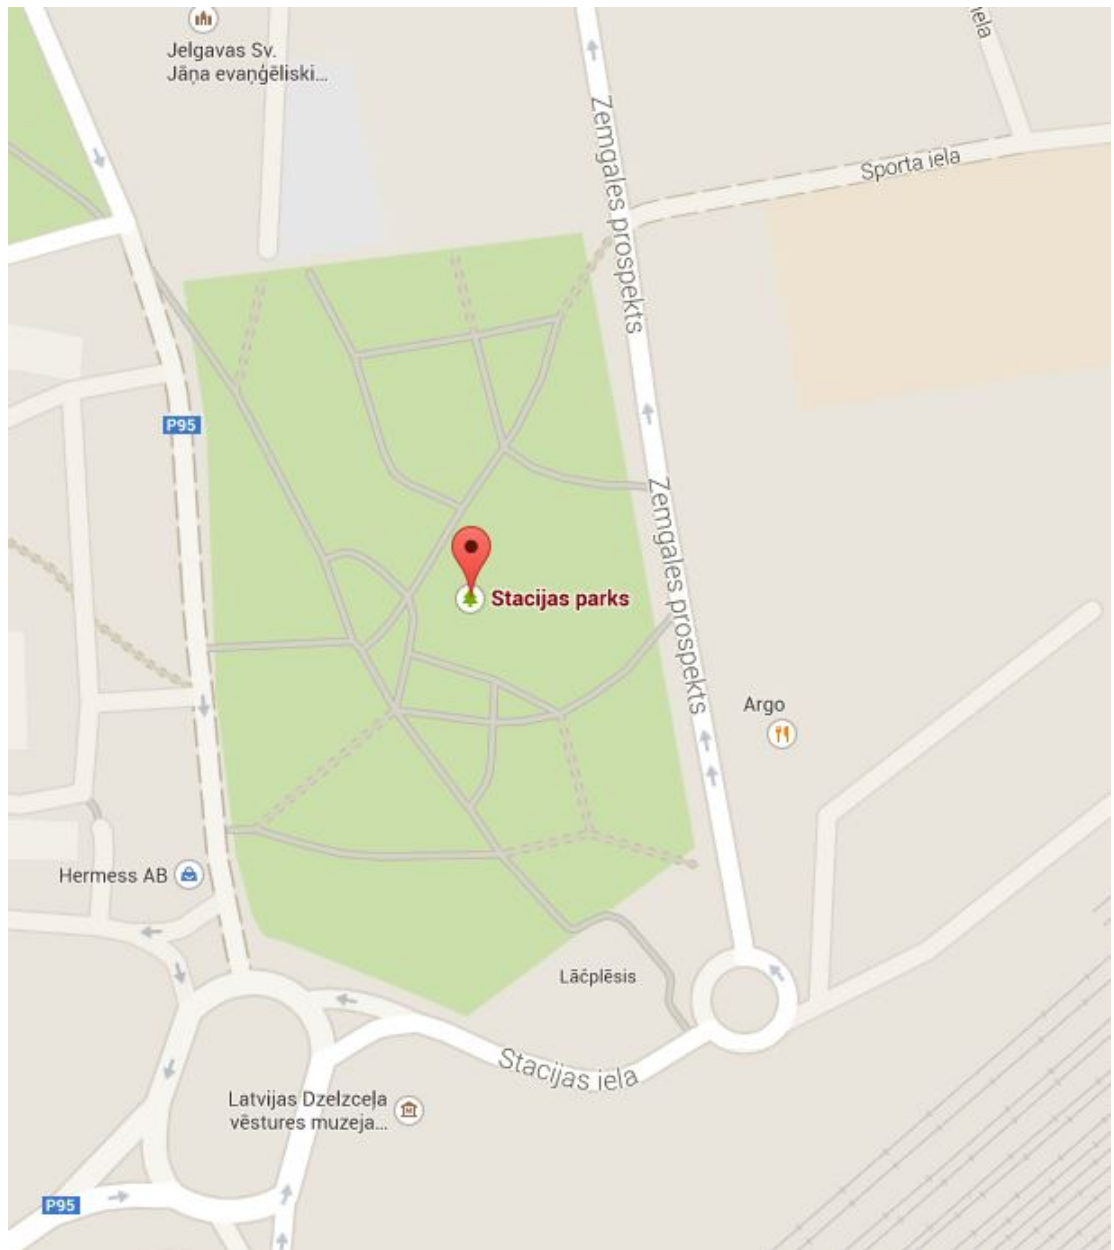 Jelgavas Sv.
Jāņa evaņģēliski...
iela
Zemgales prospekts
Sporta iela
P95
Zemgales prospekts
Stacijas parks
Argo
Hermess AB
Lāčplēsis
Stacijas iela
Latvijas Dzelzceļa
vēstures muzeja...
P95